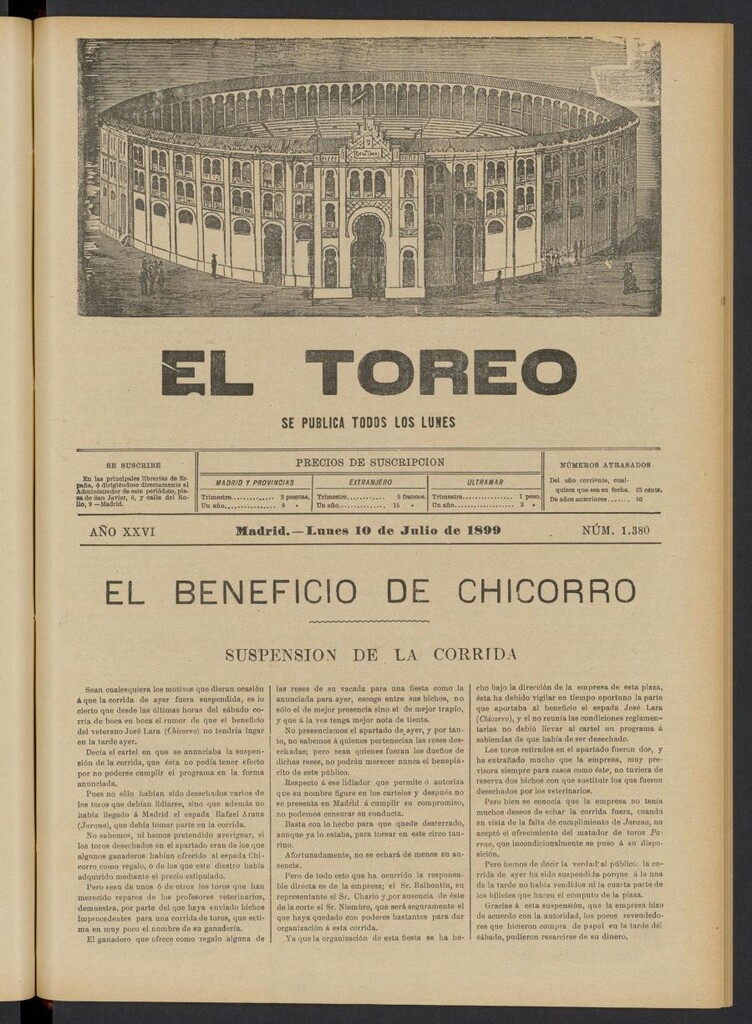 EL TOREO
SE PUBLICA TODOS LOS LUNES
SE SUSCRIBE
En las principales librerías de Es-
paña, ó dirigiéndose directamente al
Administrador de este periódico, pla-
za de San Javier, 6, y calle del Ro-
llo, 2 —Madrid.
PRECIOS DE SUSCRIPCION
MADRID Y PROVINCIAS
Trimestre............ 2 pesetas.
Un año............... 8 »
EXTRANJERO
Trimestre............ 5 francos.
Un año............... 15 »
ULTRAMAR
Trimestre............ 1 peso.
Un año............... 3 »
NÚMEROS ATRASADOS
Del año corriente, cual-
quiera que sea su fecha. 25 cénts.
De años anteriores...... 50
AÑO XXVI
Madrid.—Lunes 10 de Julio de 1899
NÚM. 1.380
EL BENEFICIO DE CHICORRO
SUSPENSION DE LA CORRIDA
Sean cualesquiera los motivos que dieran ocasión
á que la corrida de ayer fuera suspendida, es lo
cierto que desde las últimas horas del sábado co-
rría de boca en boca el rumor de que el beneficio
del veterano José Lara (Chicorro) no tendría lugar
en la tarde ayer.
Decía el cartel en que se anunciaba la suspen-
sión de la corrida, que ésta no podía tener efecto
por no poderse cumplir el programa en la forma
anunciada.
Pues no sólo habían sido desechados varios de
los toros que debían lidiarse, sino que además no
había llegado á Madrid el espada Rafael Arana
(Jarana), que debía tomar parte en la corrida.
No sabemos, ni hemos pretendido averiguar, si
los toros desechados en el apartado eran de los que
algunos ganaderos habían ofrecido al espada Chi-
corro como regalo, ó de los que este diestro había
adquirido mediante el precio estipulado.
Pero sean de unos ó de otros los toros que han
merecido reparos de los profesores veterinarios,
demuestra, por parte del que haya enviado bichos
improcedentes para una corrida de toros, que esti-
ma en muy poco el nombre de su ganadería.
El ganadero que ofrece como regalo alguna de
las reses de su vacada para una fiesta como la
anunciada para ayer, escoge entre sus bichos, no
sólo el de mejor presencia sino el de mejor trapío,
y que á la vez tenga mejor nota de tienta.
No presenciamos el apartado de ayer, y por tan-
to, no sabemos á quienes pertenecían las reses des-
echadas; pero sean quienes fueran los dueños de
dichas reses, no podrán merecer nunca el beneplá-
cito de este público.
Respecto á ese lidiador que permite ó autoriza
que su nombre figure en los carteles y después no
se presenta en Madrid á cumplir su compromiso,
no podemos censurar su conducta.
Basta con lo hecho para que quede desterrado,
aunque ya lo estaba, para torear en este circo tau-
rino.
Afortunadamente, no se echará de menos su au-
sencia.
Pero de todo esto que ha ocurrido la responsa-
ble directa es de la empresa; el Sr. Balbontin, su
representante el Sr. Charlo y por ausencia de éste
de la corte el Sr. Niembro, que será seguramente el
que haya quedado con poderes bastantes para dar
organización á esta corrida.
Ya que la organización de esta fiesta se ha he-
cho bajo la dirección de la empresa de esta plaza,
ésta ha debido vigilar en tiempo oportuno la parte
que aportaba al beneficio el espada José Lara
(Chicorro), y si no reunía las condiciones reglamen-
tarias no debió llevar al cartel un programa á
sabiendas de que había de ser desechado.
Los toros retirados en el apartado fueron dos, y
ha extrañado mucho que la empresa, muy pre-
visora siempre para casos como éste, no tuviera de
reserva dos bichos con que sustituir los que fueron
desechados por los veterinarios.
Pero bien se conocía que la empresa no tenía
muchos deseos de echar la corrida fuera, cuando
en vista de la falta de cumplimiento de Jarana, no
aceptó el ofrecimiento del matador de toros Pa-
rrao, que incondicionalmente se puso á su dispo-
sición.
Pero hemos de decir la verdad al público: la co-
rrida de ayer ha sido suspendida porque á la una
de la tarde no había vendidos ni la cuarta parte de
los billetes que hacen el cómputo de la plaza.
Gracias á esta suspensión, que la empresa hizo
de acuerdo con la autoridad, los pocos revendedo-
res que hicieron compra de papel en la tarde del
sábado, pudieron resarcirse de su dinero.